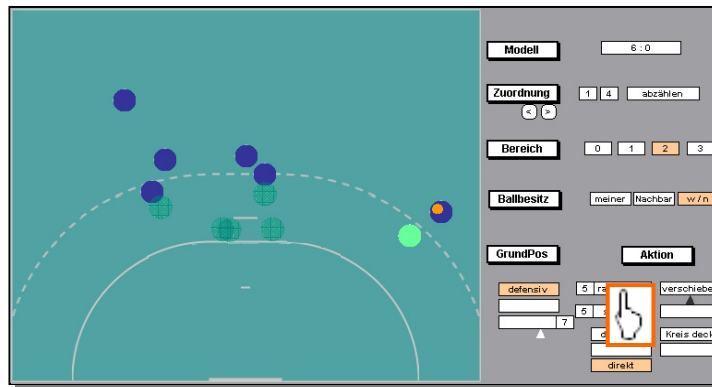 Modell 6 : 0
Zuordnung 1 4 abzählen
< >
Bereich 0 1 2 3
Ballbesitz meiner Nachbar w / n
GrundPos Aktion
defensiv 5 verschiebe
5
7 Kreis deck
direkt